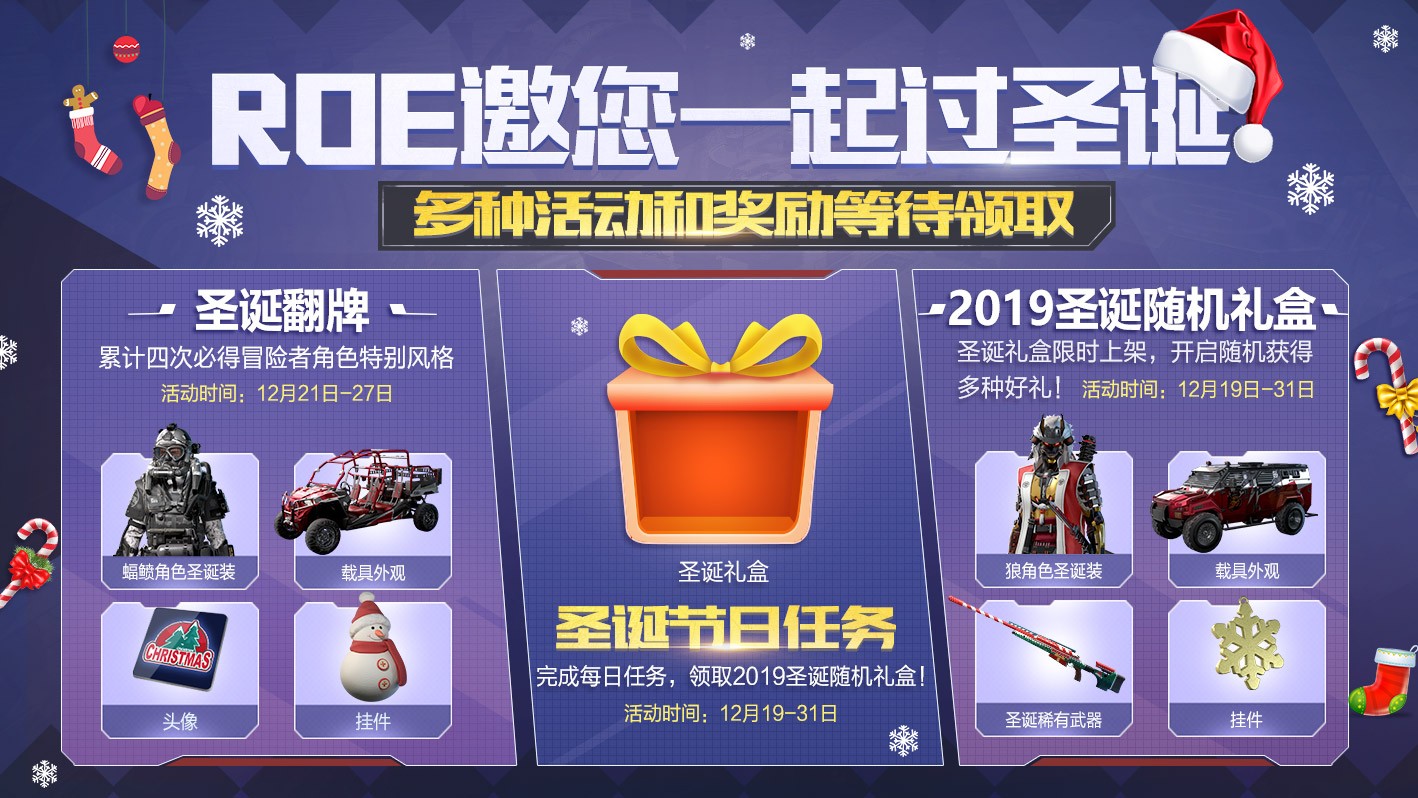 ROE邀您一起过圣诞
多种活动和奖励等待领取
圣诞翻牌
累计四次必得冒险者角色特别风格
活动时间：12月21日-27日
蝠鲼角色圣诞装
载具外观
CHRISTMAS
头像
挂件
圣诞礼盒
圣诞节日任务
完成每日任务，领取2019圣诞随机礼盒！
活动时间：12月19-31日
2019圣诞随机礼盒
圣诞礼盒限时上架，开启随机获得
多种好礼！ 活动时间：12月19日-31日
狼角色圣诞装
载具外观
圣诞稀有武器
挂件